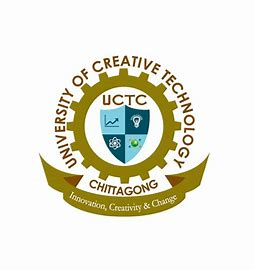 UNIVERSITY OF CREATIVE TECHNOLOGY
UCTC
CHITTAGONG
Innovation, Creativity & Change